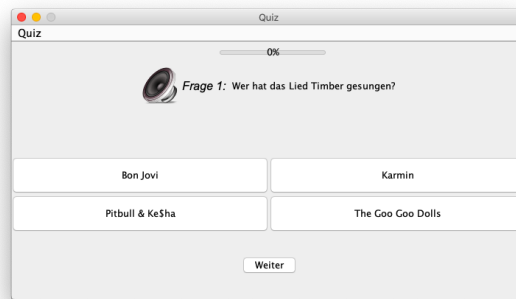 Quiz
Quiz
0%
Frage 1: Wer hat das Lied Timber gesungen?
Bon Jovi
Karmin
Pitbull & Ke$ha
The Goo Goo Dolls
Weiter